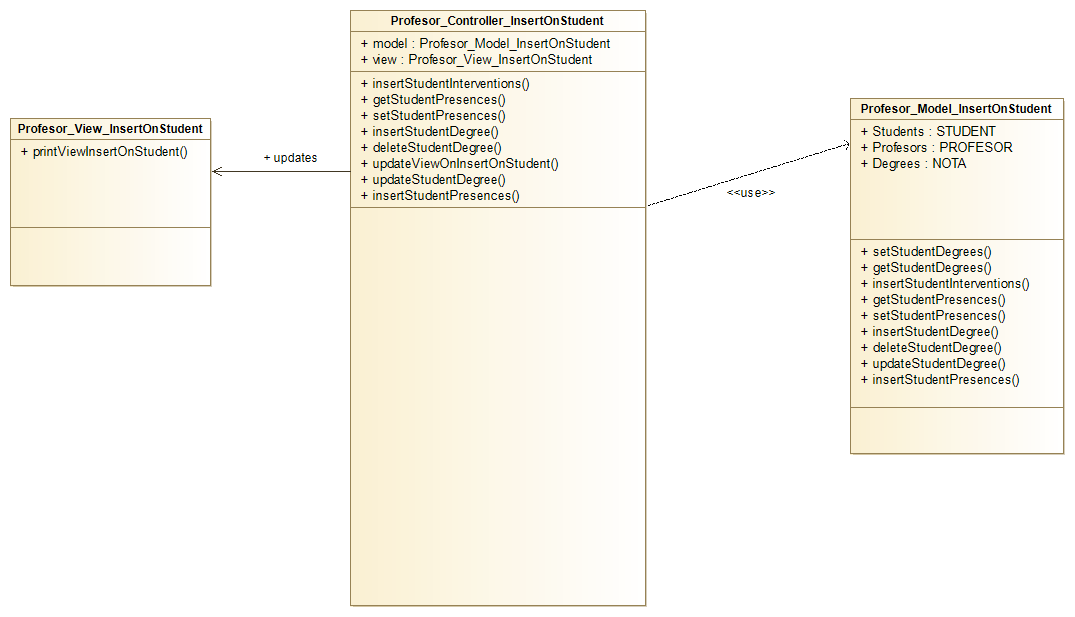 Profesor_View_InsertOnStudent
+ printViewInsertOnStudent()
+ updates
Profesor_Controller_InsertOnStudent
+ model : Profesor_Model_InsertOnStudent
+ view : Profesor_View_InsertOnStudent
+ insertStudentInterventions()
+ getStudentPresences()
+ setStudentPresences()
+ insertStudentDegree()
+ deleteStudentDegree()
+ updateViewOnInsertOnStudent()
+ updateStudentDegree()
+ insertStudentPresences()
<<use>>
Profesor_Model_InsertOnStudent
+ Students : STUDENT
+ Profesors : PROFESOR
+ Degrees : NOTA
+ setStudentDegrees()
+ getStudentDegrees()
+ insertStudentInterventions()
+ getStudentPresences()
+ setStudentPresences()
+ insertStudentDegree()
+ deleteStudentDegree()
+ updateStudentDegree()
+ insertStudentPresences()